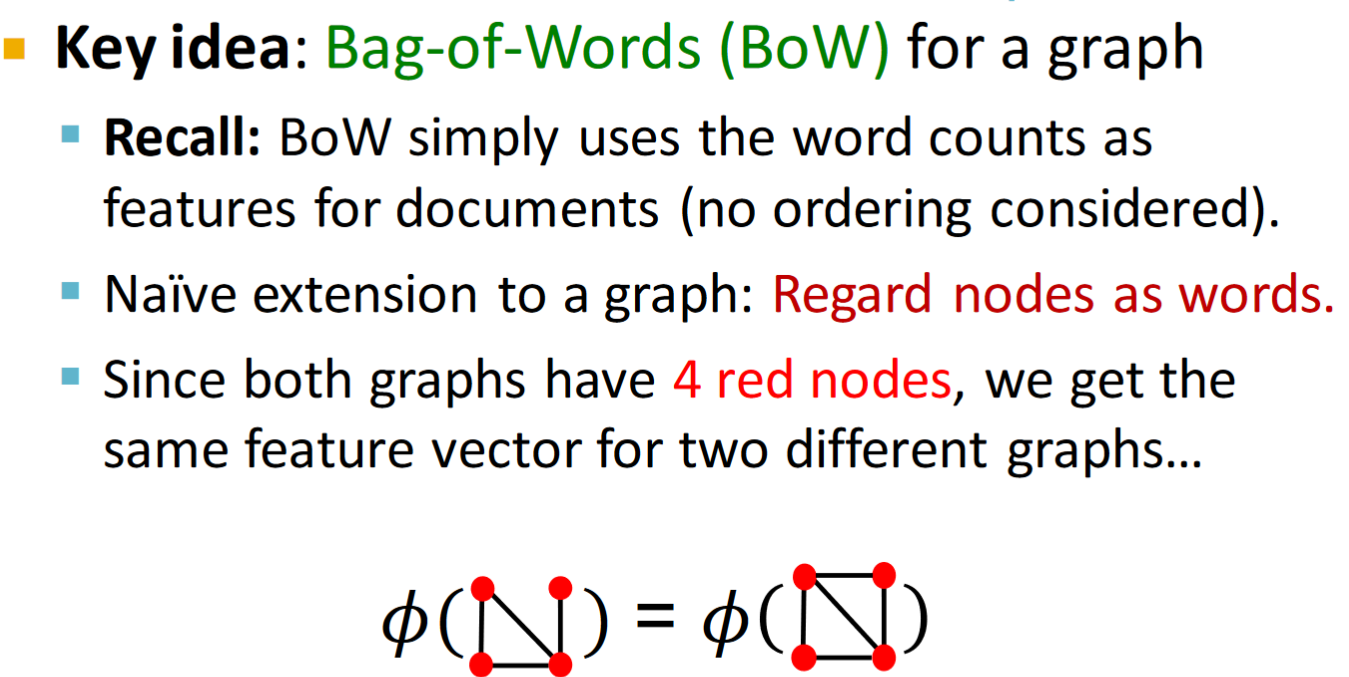 Key idea: Bag-of-Words (BoW) for a graph
Recall: BoW simply uses the word counts as
features for documents (no ordering considered).
Naïve extension to a graph: Regard nodes as words.
Since both graphs have 4 red nodes, we get the
same feature vector for two different graphs…
ϕ( ) = ϕ( )